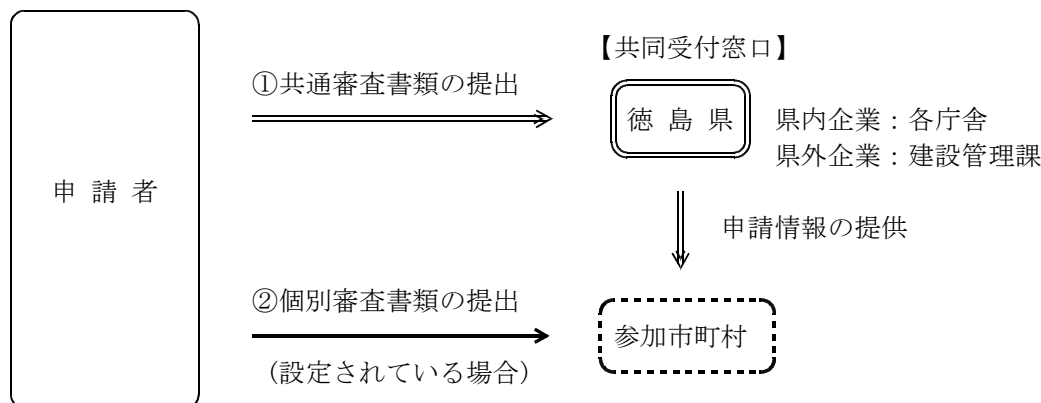 【共同受付窓口】
①共通審査書類の提出
徳 島 県
県内企業：各庁舎
県外企業：建設管理課
申 請 者
申請情報の提供
②個別審査書類の提出
参加市町村
（設定されている場合）